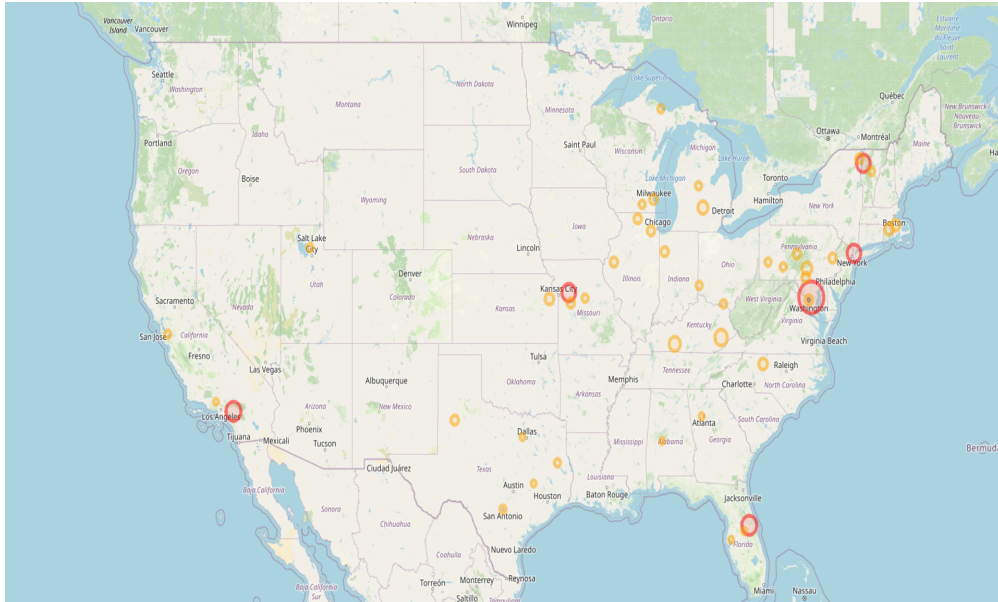 Vancouver
Island
Vancouver
Winnipeg
Ontario
Estuaire
Maritime
du Fleuve
Saint
Laurent
Seattle
Washington
North Dakota
Lake Superior
Québec
Montana
Minnesota
New Brunswick
Nouveau-
Brunswick
Portland
Saint Paul
Ottawa
Montréal
Maine
Idaho
Wisconsin
Michigan
Lake Huron
Ha
Oregon
Boise
South Dakota
Lake Michigan
Toronto
Milwaukee
Hamilton
Wyoming
New York
Detroit
Chicago
Boston
Iowa
Salt Lake
City
Nebraska
Lincoln
Pennsylvania
New York
Denver
Utah
Colorado
Illinois
Indiana
Ohio
Philadelphia
Kansas City
Sacramento
Nevada
Kansas
Missouri
West Virginia
Washington
Virginia
San José
California
Kentucky
Virginia Beach
Fresno
Las Vegas
Tulsa
Raleigh
Tennessee
Albuquerque
Oklahoma
Memphis
Charlotte
North Carolina
Arkansas
Los Angeles
Arizona
New Mexico
Phoenix
Dallas
Atlanta
South Carolina
Tijuana
Mexicali
Tucson
Mississippi
Alabama
Georgia
Bermuda
Ciudad Juárez
Texas
Louisiana
Baja California
Austin
Houston
Baton Rouge
Jacksonville
Sonora
San Antonio
Chihuahua
Florida
Coahuila
Nuevo Laredo
Baja California
Sur
Torreón
Monterrey
Reynosa
Saltillo
Tamaulipas
Miami
Nassau